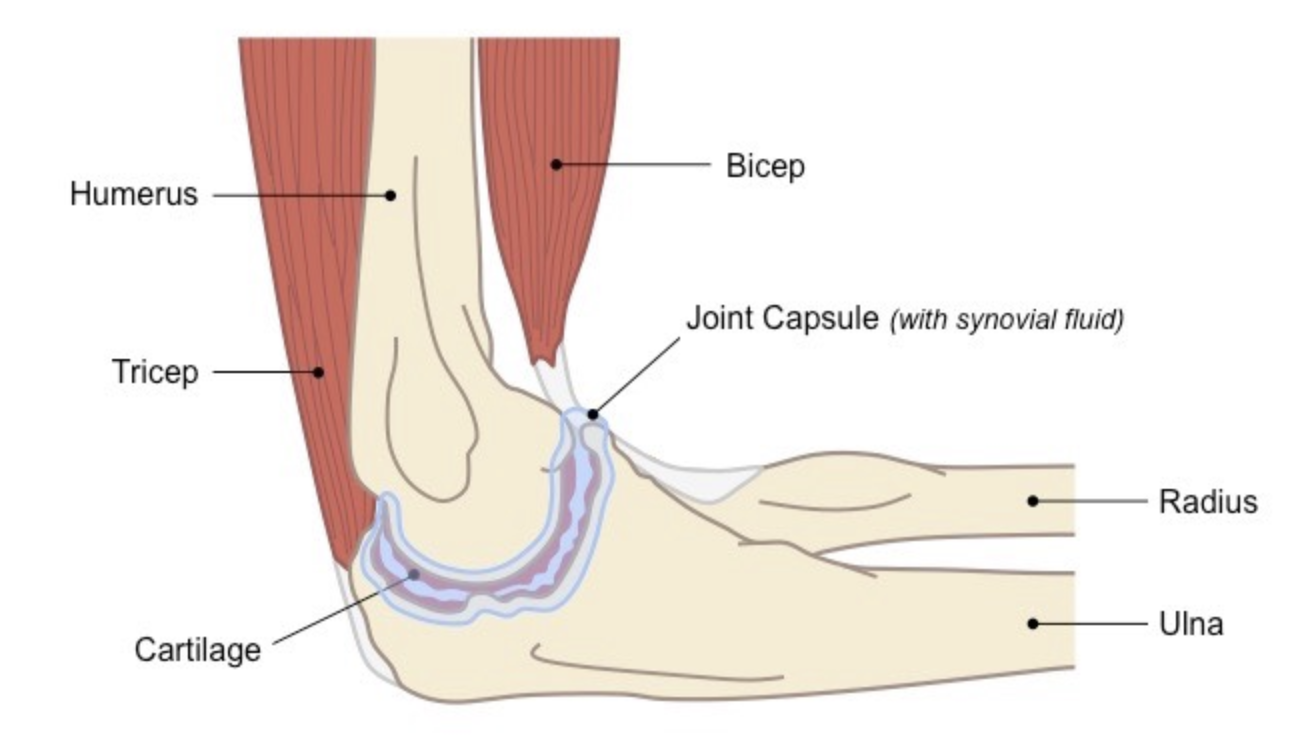 Bicep
Humerus
Joint Capsule (with synovial fluid)
Tricep
Radius
Ulna
Cartilage